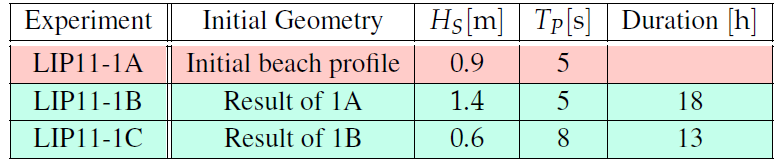 Experiment Initial Geometry H_S[m] T_P[s] Duration [h]
LIP11-1A Initial beach profile 0.9 5
LIP11-1B Result of 1A 1.4 5 18
LIP11-1C Result of 1B 0.6 8 13